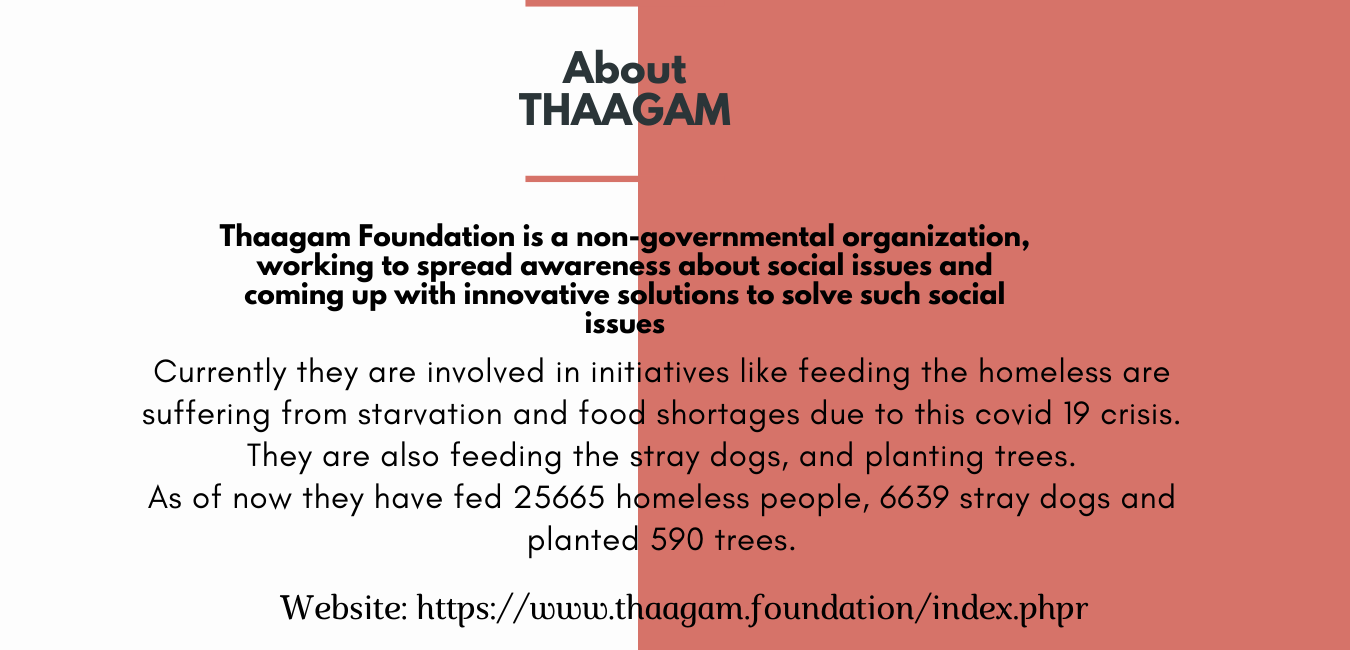 About
THAAGAM
Thaagam Foundation is a non-governmental organization,
working to spread awareness about social issues and
coming up with innovative solutions to solve such social
issues
Currently they are involved in initiatives like feeding the homeless are
suffering from starvation and food shortages due to this covid 19 crisis.
They are also feeding the stray dogs, and planting trees.
As of now they have fed 25665 homeless people, 6639 stray dogs and
planted 590 trees.
Website: https://www.thaagam.foundation/index.phpr